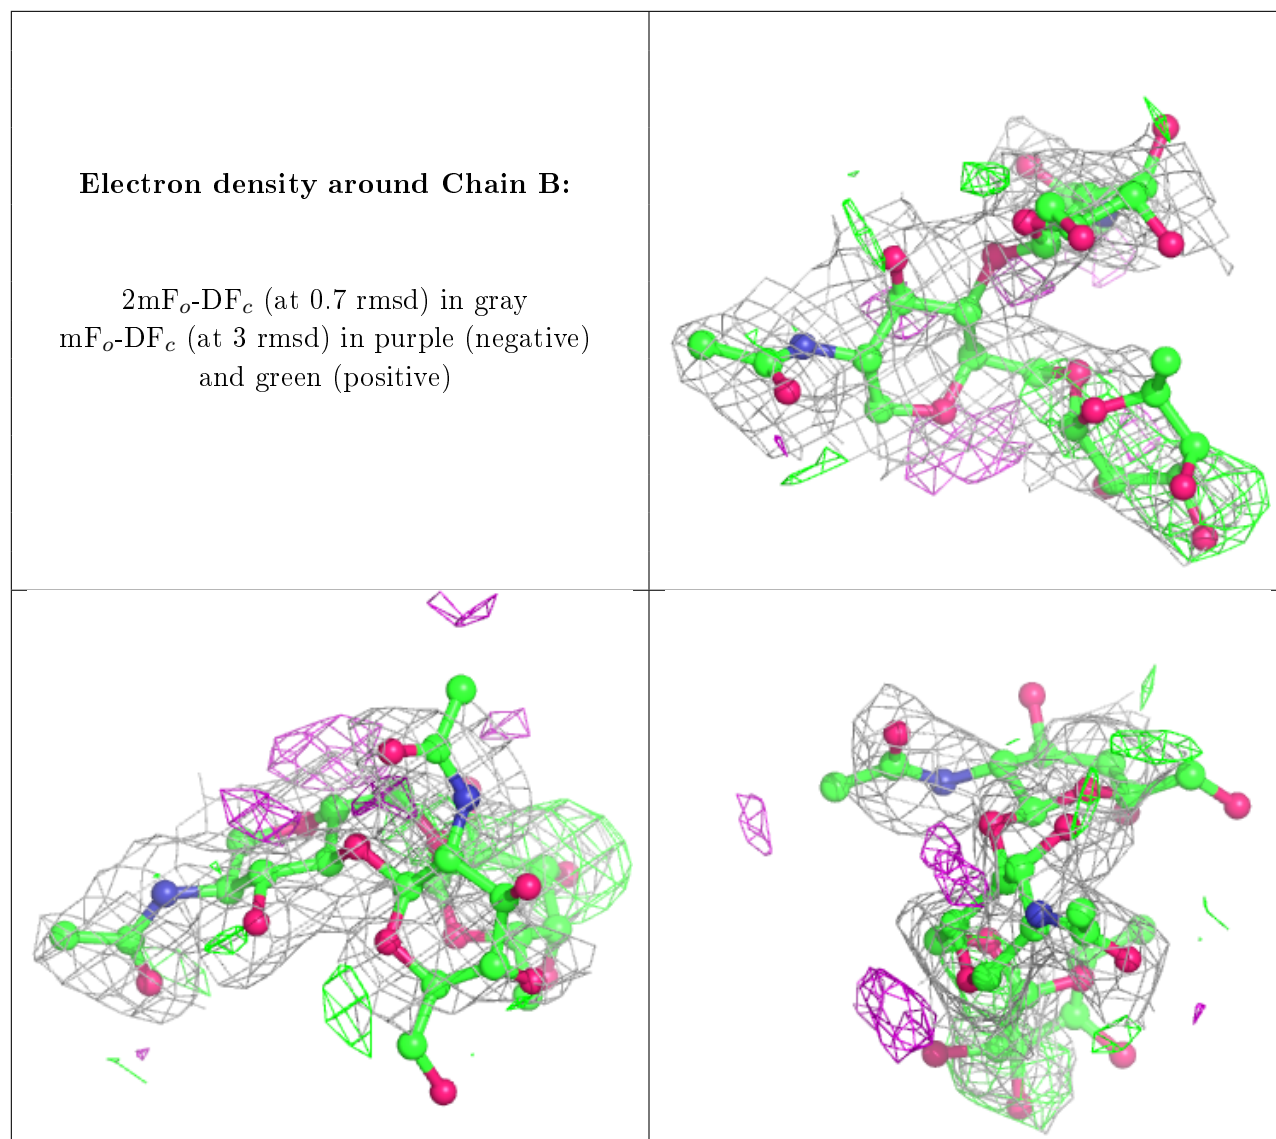 Electron density around Chain B:
2mFₒ-DF𝑐 (at 0.7 rmsd) in gray
mFₒ-DF𝑐 (at 3 rmsd) in purple (negative)
and green (positive)